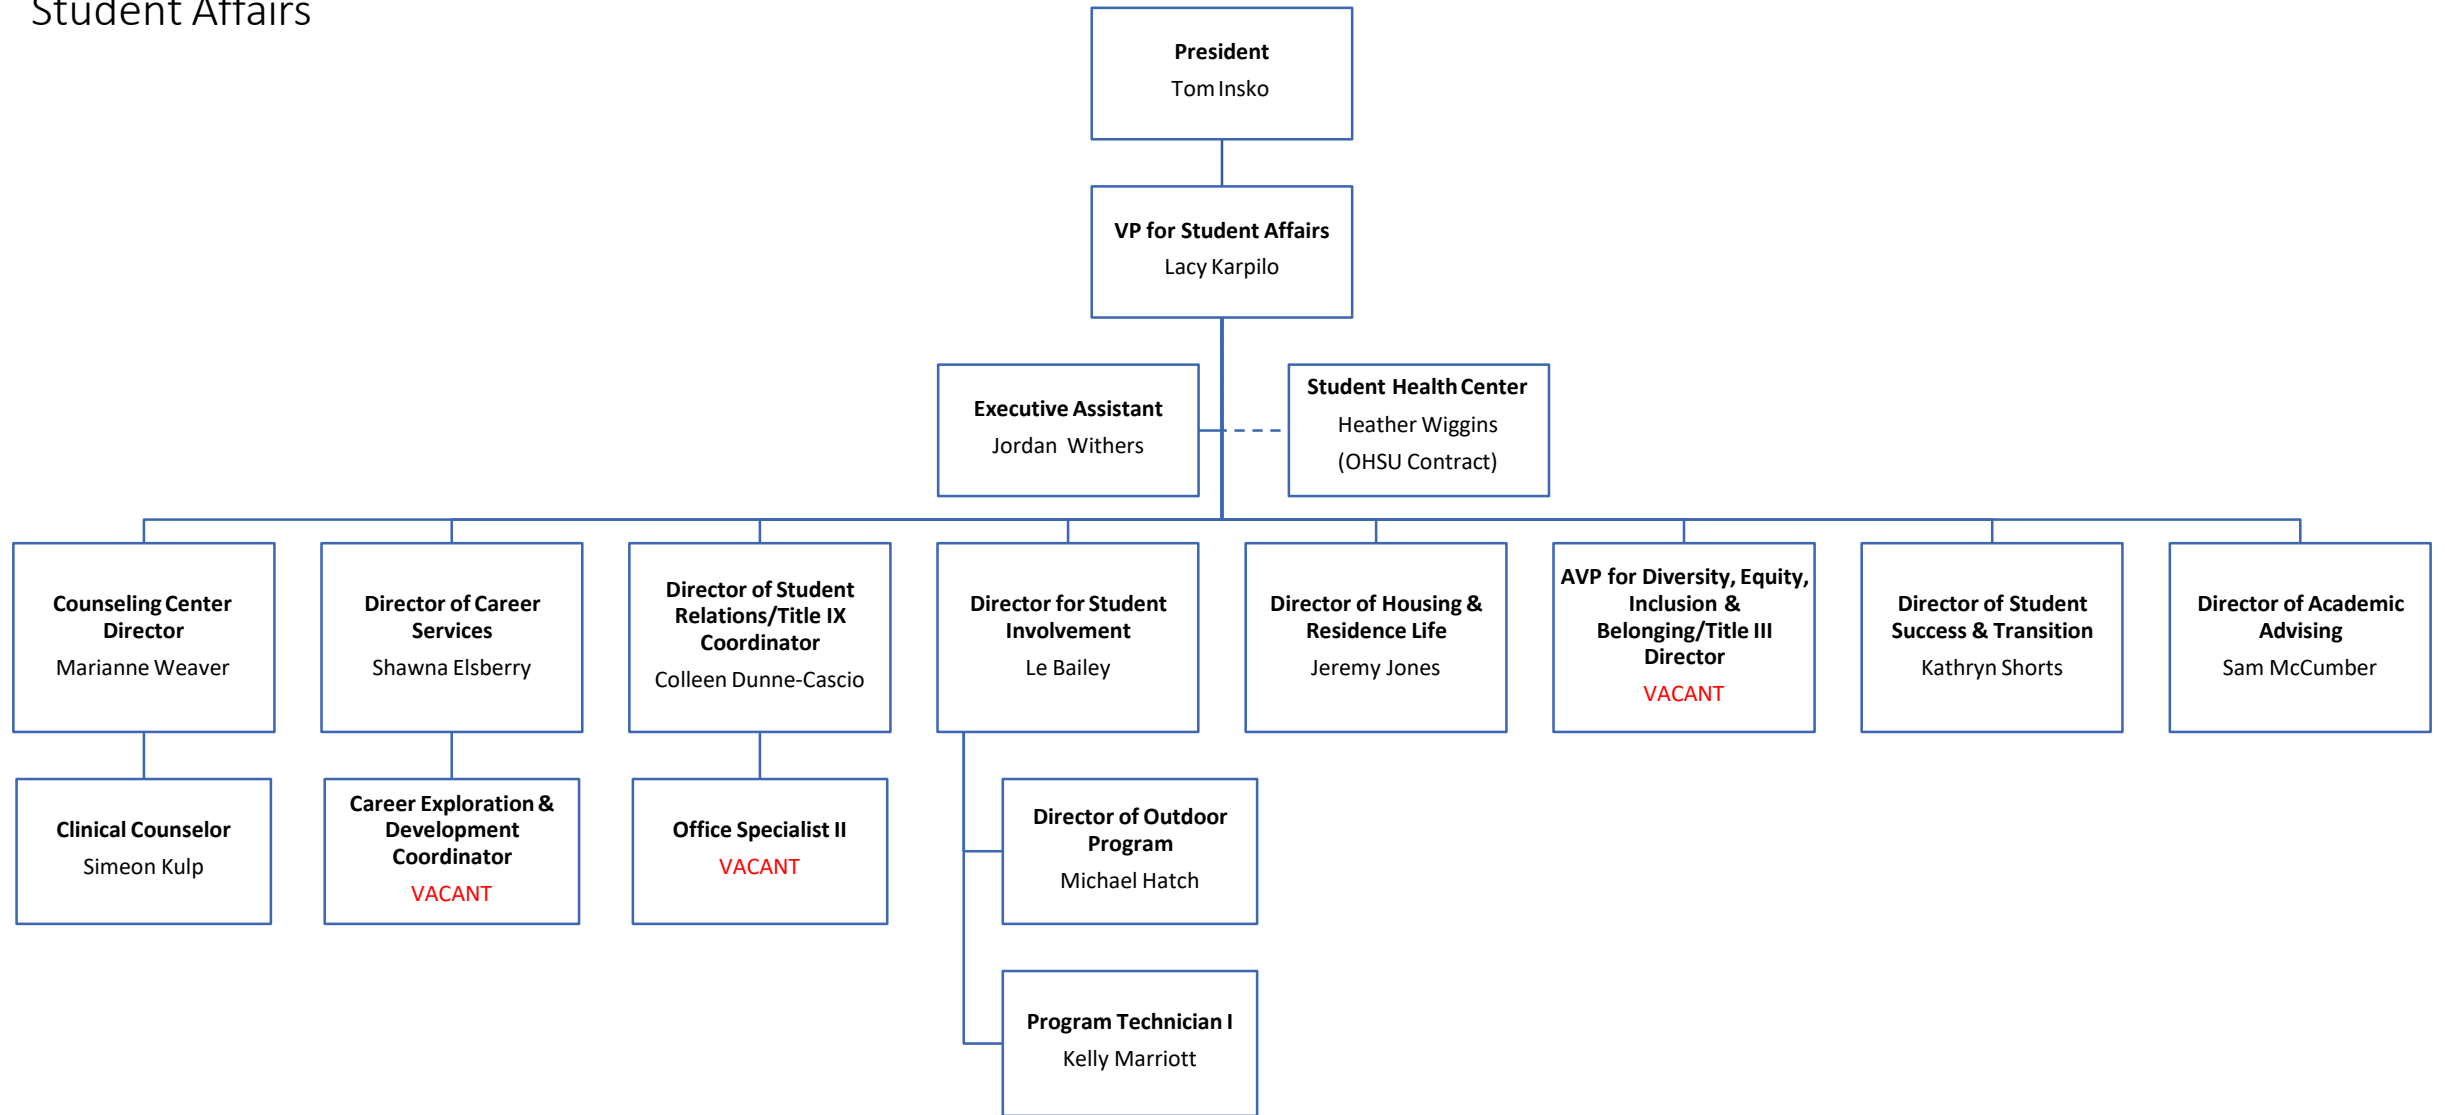 Student Affairs
President
Tom Insko
VP for Student Affairs
Lacy Karpilo
Executive Assistant
Jordan Withers
Student Health Center
Heather Wiggins
(OHSU Contract)
Counseling Center
Director
Marianne Weaver
Director of Career
Services
Shawna Elsberry
Director of Student
Relations/Title IX
Coordinator
Colleen Dunne-Cascio
Director for Student
Involvement
Le Bailey
Director of Housing &
Residence Life
Jeremy Jones
AVP for Diversity, Equity,
Inclusion &
Belonging/Title III
Director
VACANT
Director of Student
Success & Transition
Kathryn Shorts
Director of Academic
Advising
Sam McCumber
Clinical Counselor
Simeon Kulp
Career Exploration &
Development
Coordinator
VACANT
Office Specialist II
VACANT
Director of Outdoor
Program
Michael Hatch
Program Technician I
Kelly Marriott